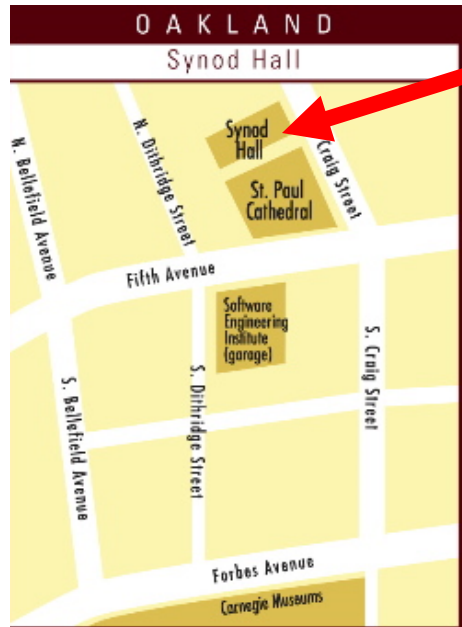 OAKLAND
Synod Hall
N. Bellefield Avenue
N. Dithridge Street
Synod
Hall
Craig Street
St. Paul
Cathedral
Fifth Avenue
Software
Engineering
Institute
(garage)
S. Bellefield Avenue
S. Dithridge Street
S. Craig Street
Forbes Avenue
Carnegie Museums